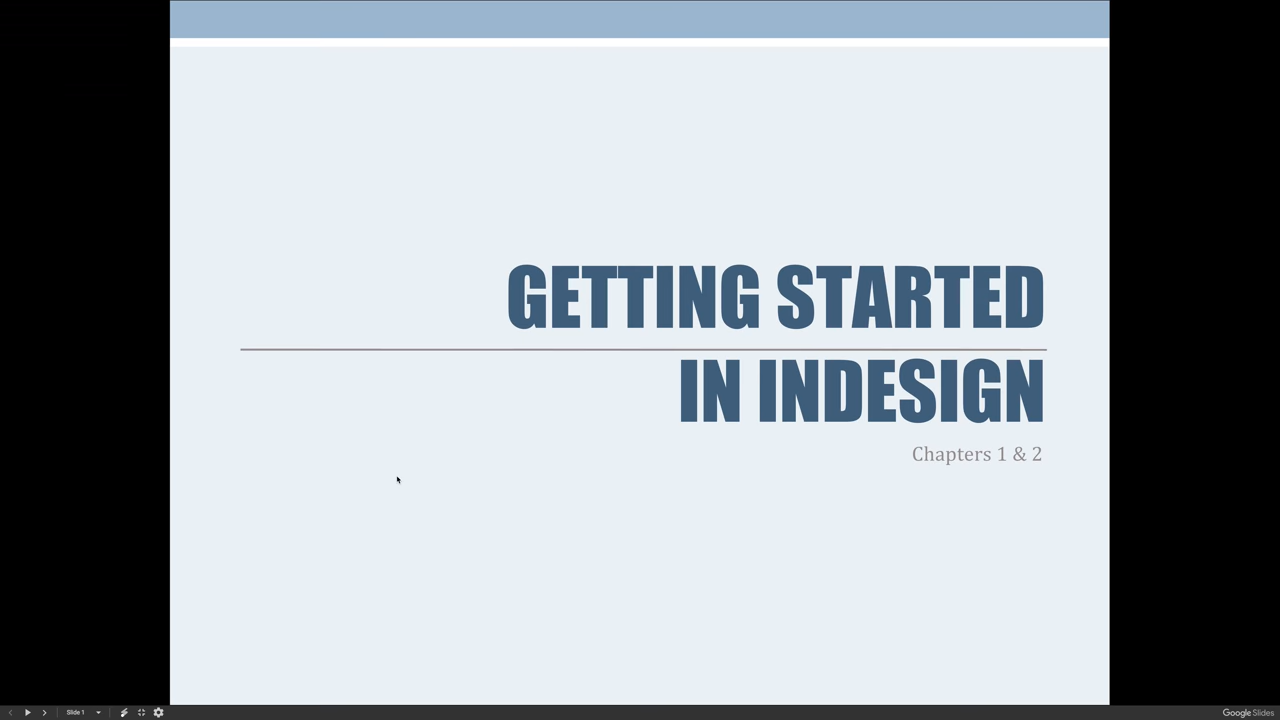 GETTING STARTED
IN INDESIGN
Chapters 1 & 2
Slide 1
Google Slides